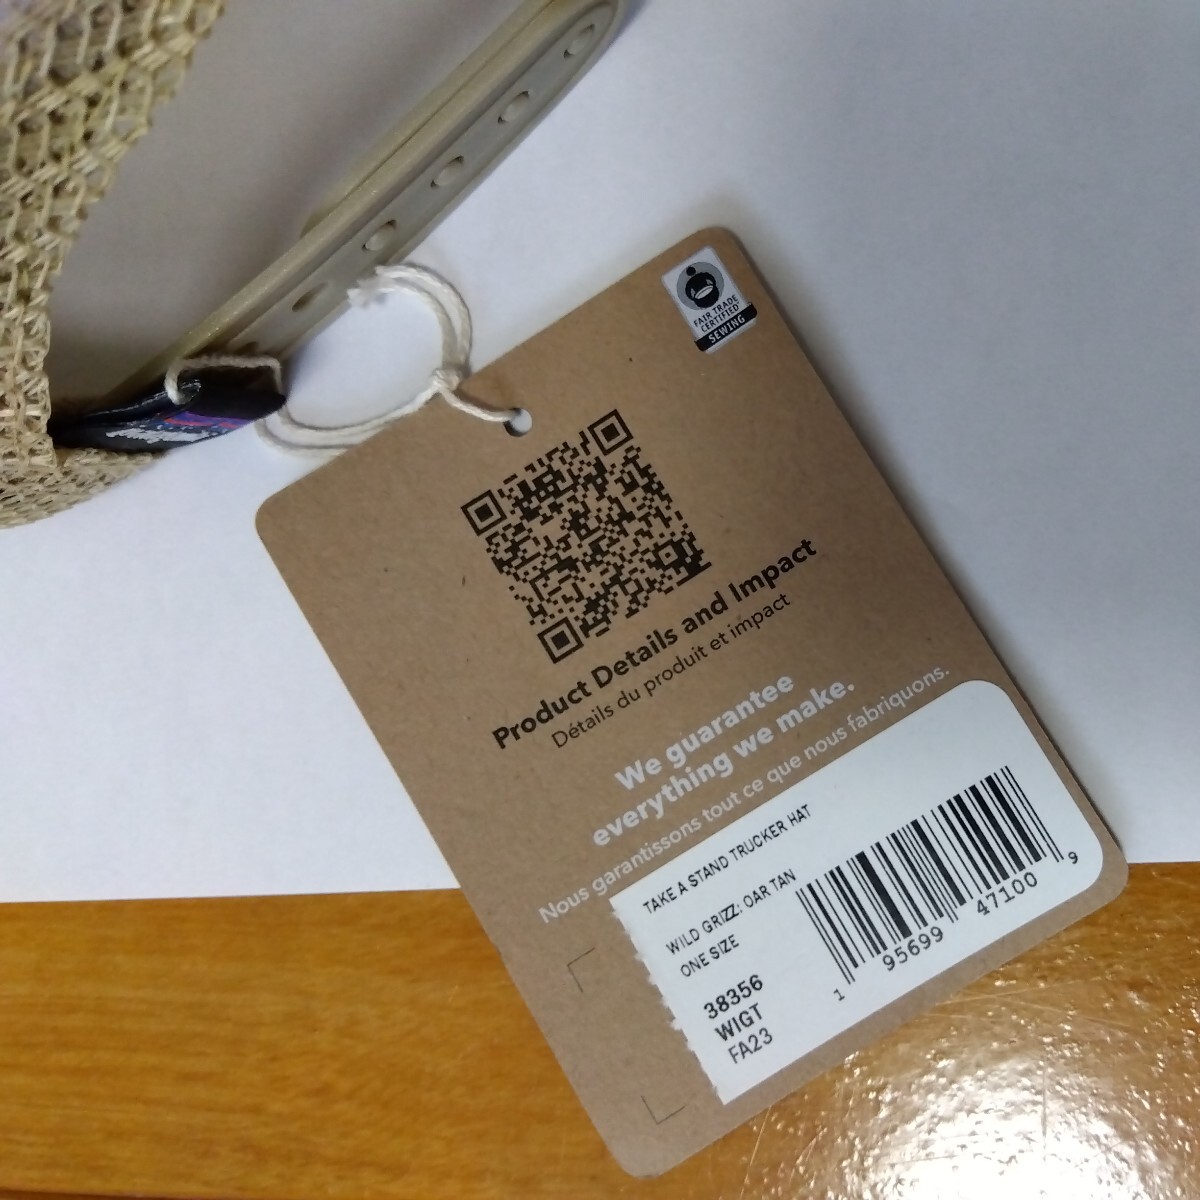 FAIR TRADE
CERTIFIED
SEWING
Product Details and Impact
Détails du produit et impact
We guarantee
everything we make.
Nous garantissons tout ce que nous fabriquons.
TAKE A STAND TRUCKER HAT
WILD GRIZZ: OAR TAN
ONE SIZE
38356
WIGT
FA23
1 95699 47100 9